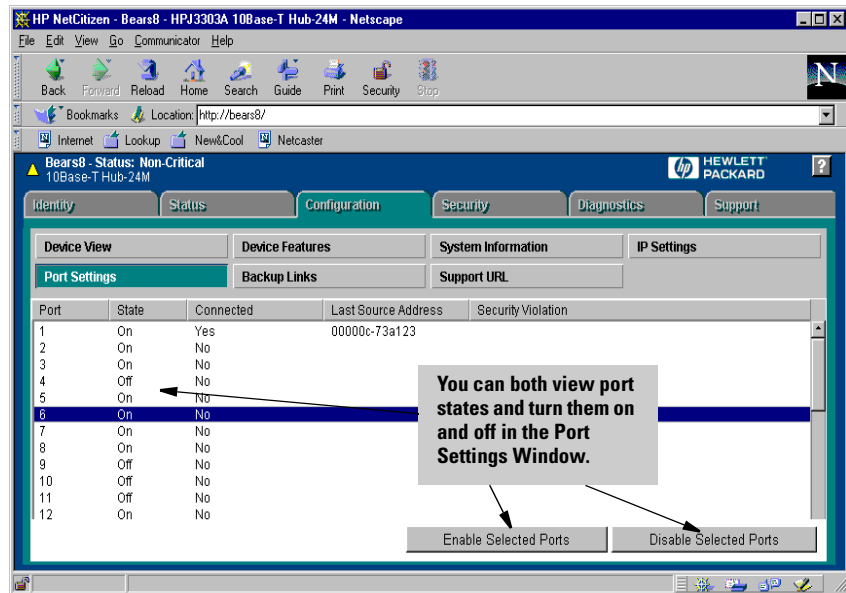 HP NetCitizen - Bears8 - HPJ3303A 10Base-T Hub-24M - Netscape
File Edit View Go Communicator Help
Back Forward Reload Home Search Guide Print Security Stop
N
Bookmarks Location: http://bears8/
Internet Lookup New&Cool Netcaster
Bears8 - Status: Non-Critical
10Base-T Hub-24M
hp HEWLETT
PACKARD
?
Identity Status Configuration Security Diagnostics Support
Device View Device Features System Information IP Settings
Port Settings Backup Links Support URL
Port State Connected Last Source Address Security Violation
1 On Yes 00000c-73a123
2 On No
3 On No
4 Off No
5 On No
6 On No
7 On No
8 On No
9 Off No
10 Off No
11 Off No
12 On No
You can both view port
states and turn them on
and off in the Port
Settings Window.
Enable Selected Ports Disable Selected Ports